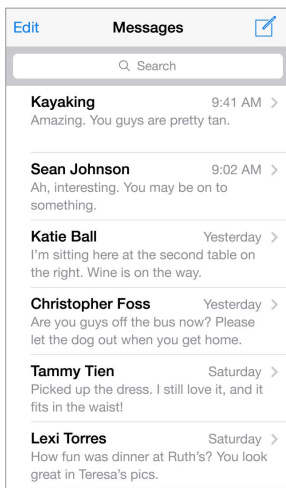 Edit Messages
Search
Kayaking 9:41 AM
Amazing. You guys are pretty tan.
Sean Johnson 9:02 AM
Ah, interesting. You may be on to
something.
Katie Ball Yesterday
I'm sitting here at the second table on
the right. Wine is on the way.
Christopher Foss Yesterday
Are you guys off the bus now? Please
let the dog out when you get home.
Tammy Tien Saturday
Picked up the dress. I still love it, and it
fits in the waist!
Lexi Torres Saturday
How fun was dinner at Ruth's? You look
great in Teresa's pics.